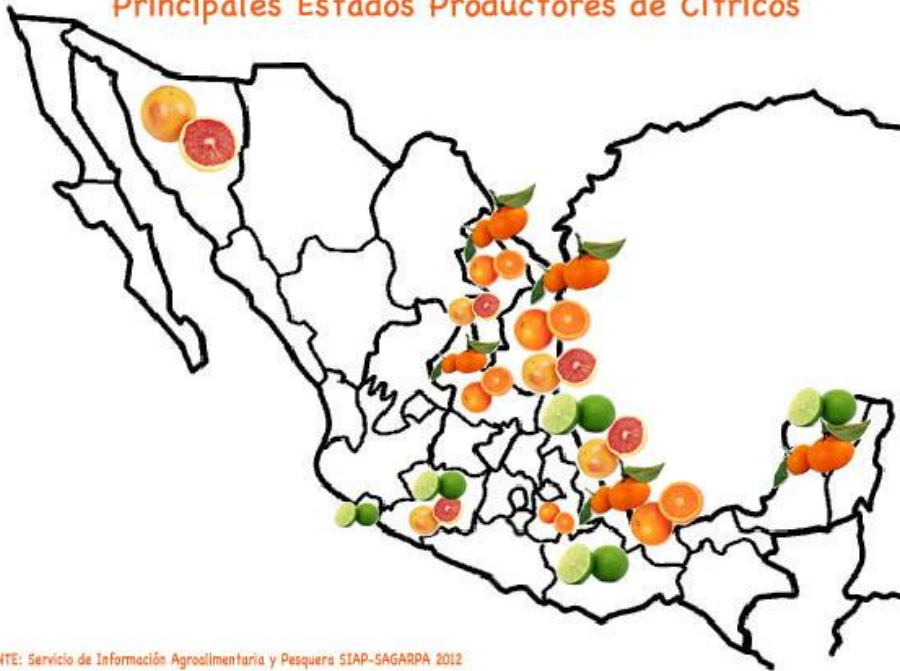 Principales Estados Productores de Cítricos
NTE: Servicio de Información Agroalimentaria y Pesquera SIAP-SAGARPA 2012